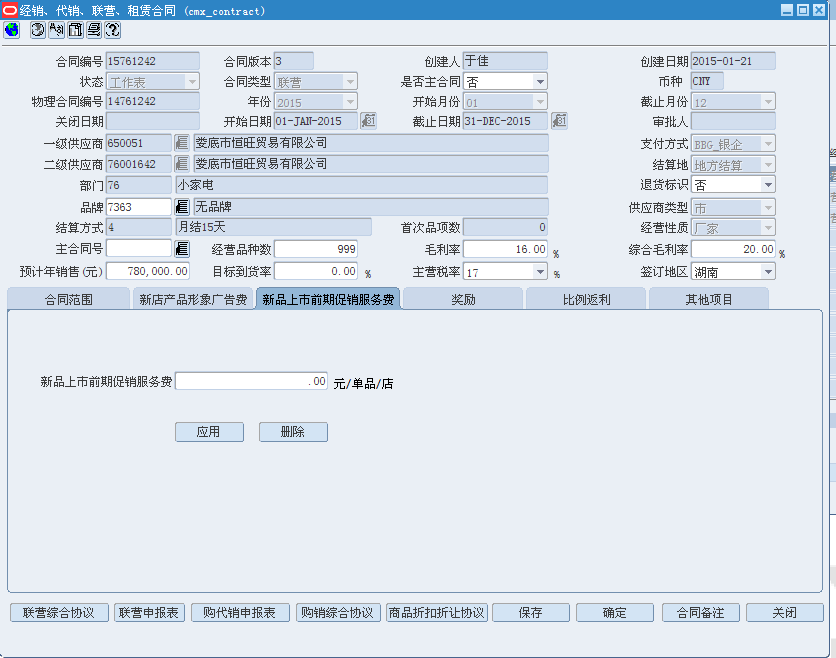 经销、代销、联营、租赁合同 (cmx_contract)
合同编号 15761242 合同版本 3 创建人 于佳 创建日期 2015-01-21
状态 工作表 合同类型 联营 是否主合同 否 币种 CNY
物理合同编号 14761242 年份 2015 开始月份 01 截止月份 12
关闭日期 开始日期 01-JAN-2015 截止日期 31-DEC-2015 审批人
一级供应商 650051 娄底市恒旺贸易有限公司 支付方式 BBG_银企
二级供应商 76001642 娄底市恒旺贸易有限公司 结算地 地方结算
部门 76 小家电 退货标识 否
品牌 7363 无品牌 供应商类型 市
结算方式 4 月结15天 首次品项数 0 经营性质 厂家
主合同号 经营品种数 999 毛利率 16.00 % 综合毛利率 20.00 %
预计年销售(元) 780,000.00 目标到货率 0.00 % 主营税率 17 % 签订地区 湖南
合同范围 新店产品形象广告费 新品上市前期促销服务费 奖励 比例返利 其他项目
新品上市前期促销服务费 .00 元/单品/店
应用 删除
联营综合协议 联营申报表 购代销申报表 购销综合协议 商品折扣折让协议 保存 确定 合同备注 关闭